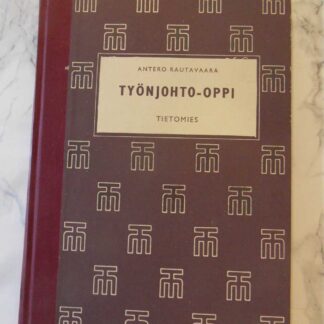 ANTERO RAUTAVAARA
TYÖNJOHTO-OPPI
TIETOMIES